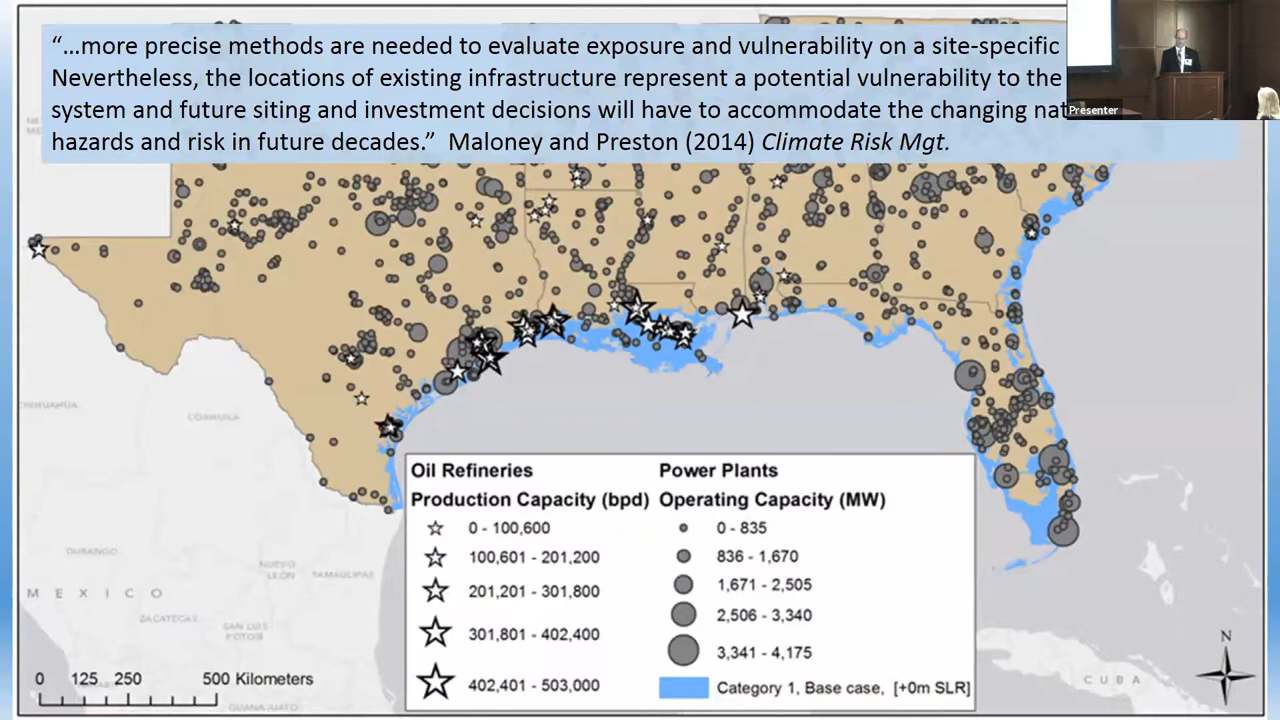 “…more precise methods are needed to evaluate exposure and vulnerability on a site-specific
Nevertheless, the locations of existing infrastructure represent a potential vulnerability to the
system and future siting and investment decisions will have to accommodate the changing nat
hazards and risk in future decades.” Maloney and Preston (2014) Climate Risk Mgt.
Presenter
CHIHUAHUA
COAHUILA
DURANGO
NUEVO
LEÓN
TAMAULIPAS
MEXICO
ZACATECAS
SAN LUIS
POTOSÍ
GUANAJUATO
CUBA
Oil Refineries
Production Capacity (bpd)
0 - 100,600
100,601 - 201,200
201,201 - 301,800
301,801 - 402,400
402,401 - 503,000
Power Plants
Operating Capacity (MW)
0 - 835
836 - 1,670
1,671 - 2,505
2,506 - 3,340
3,341 - 4,175
Category 1, Base case, [+0m SLR]
0 125 250 500 Kilometers
N